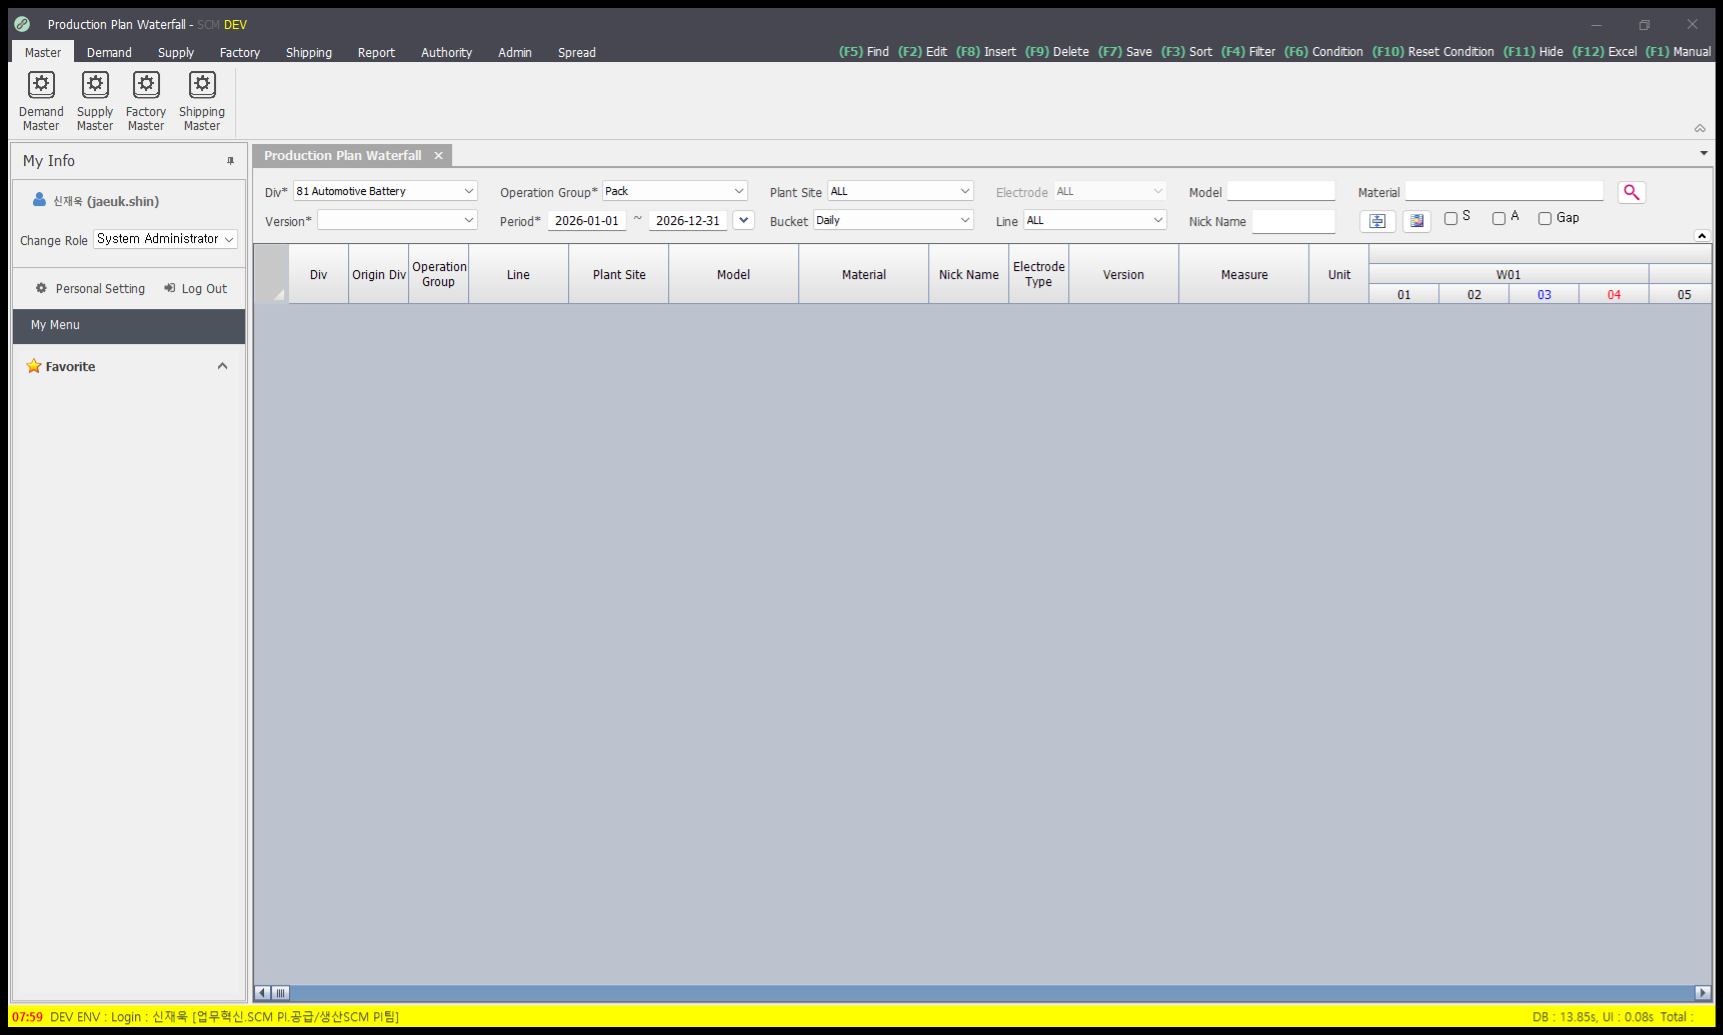 Production Plan Waterfall - SCM DEV
Master Demand Supply Factory Shipping Report Authority Admin Spread
(F5) Find (F2) Edit (F8) Insert (F9) Delete (F7) Save (F3) Sort (F4) Filter (F6) Condition (F10) Reset Condition (F11) Hide (F12) Excel (F1) Manual
Demand Master
Supply Master
Factory Master
Shipping Master
My Info
신재욱 (jaeuk.shin)
Change Role System Administrator
Personal Setting Log Out
My Menu
Favorite
Production Plan Waterfall
Div* 81 Automotive Battery Operation Group* Pack Plant Site ALL Electrode ALL Model Material
Version* Period* 2026-01-01 ~ 2026-12-31 Bucket Daily Line ALL Nick Name S A Gap
Div Origin Div Operation Group Line Plant Site Model Material Nick Name Electrode Type Version Measure Unit
W01
01 02 03 04 05
07:59 DEV ENV : Login : 신재욱 [업무혁신.SCM PI.공급/생산SCM PI팀]
DB : 13.85s, UI : 0.08s Total :